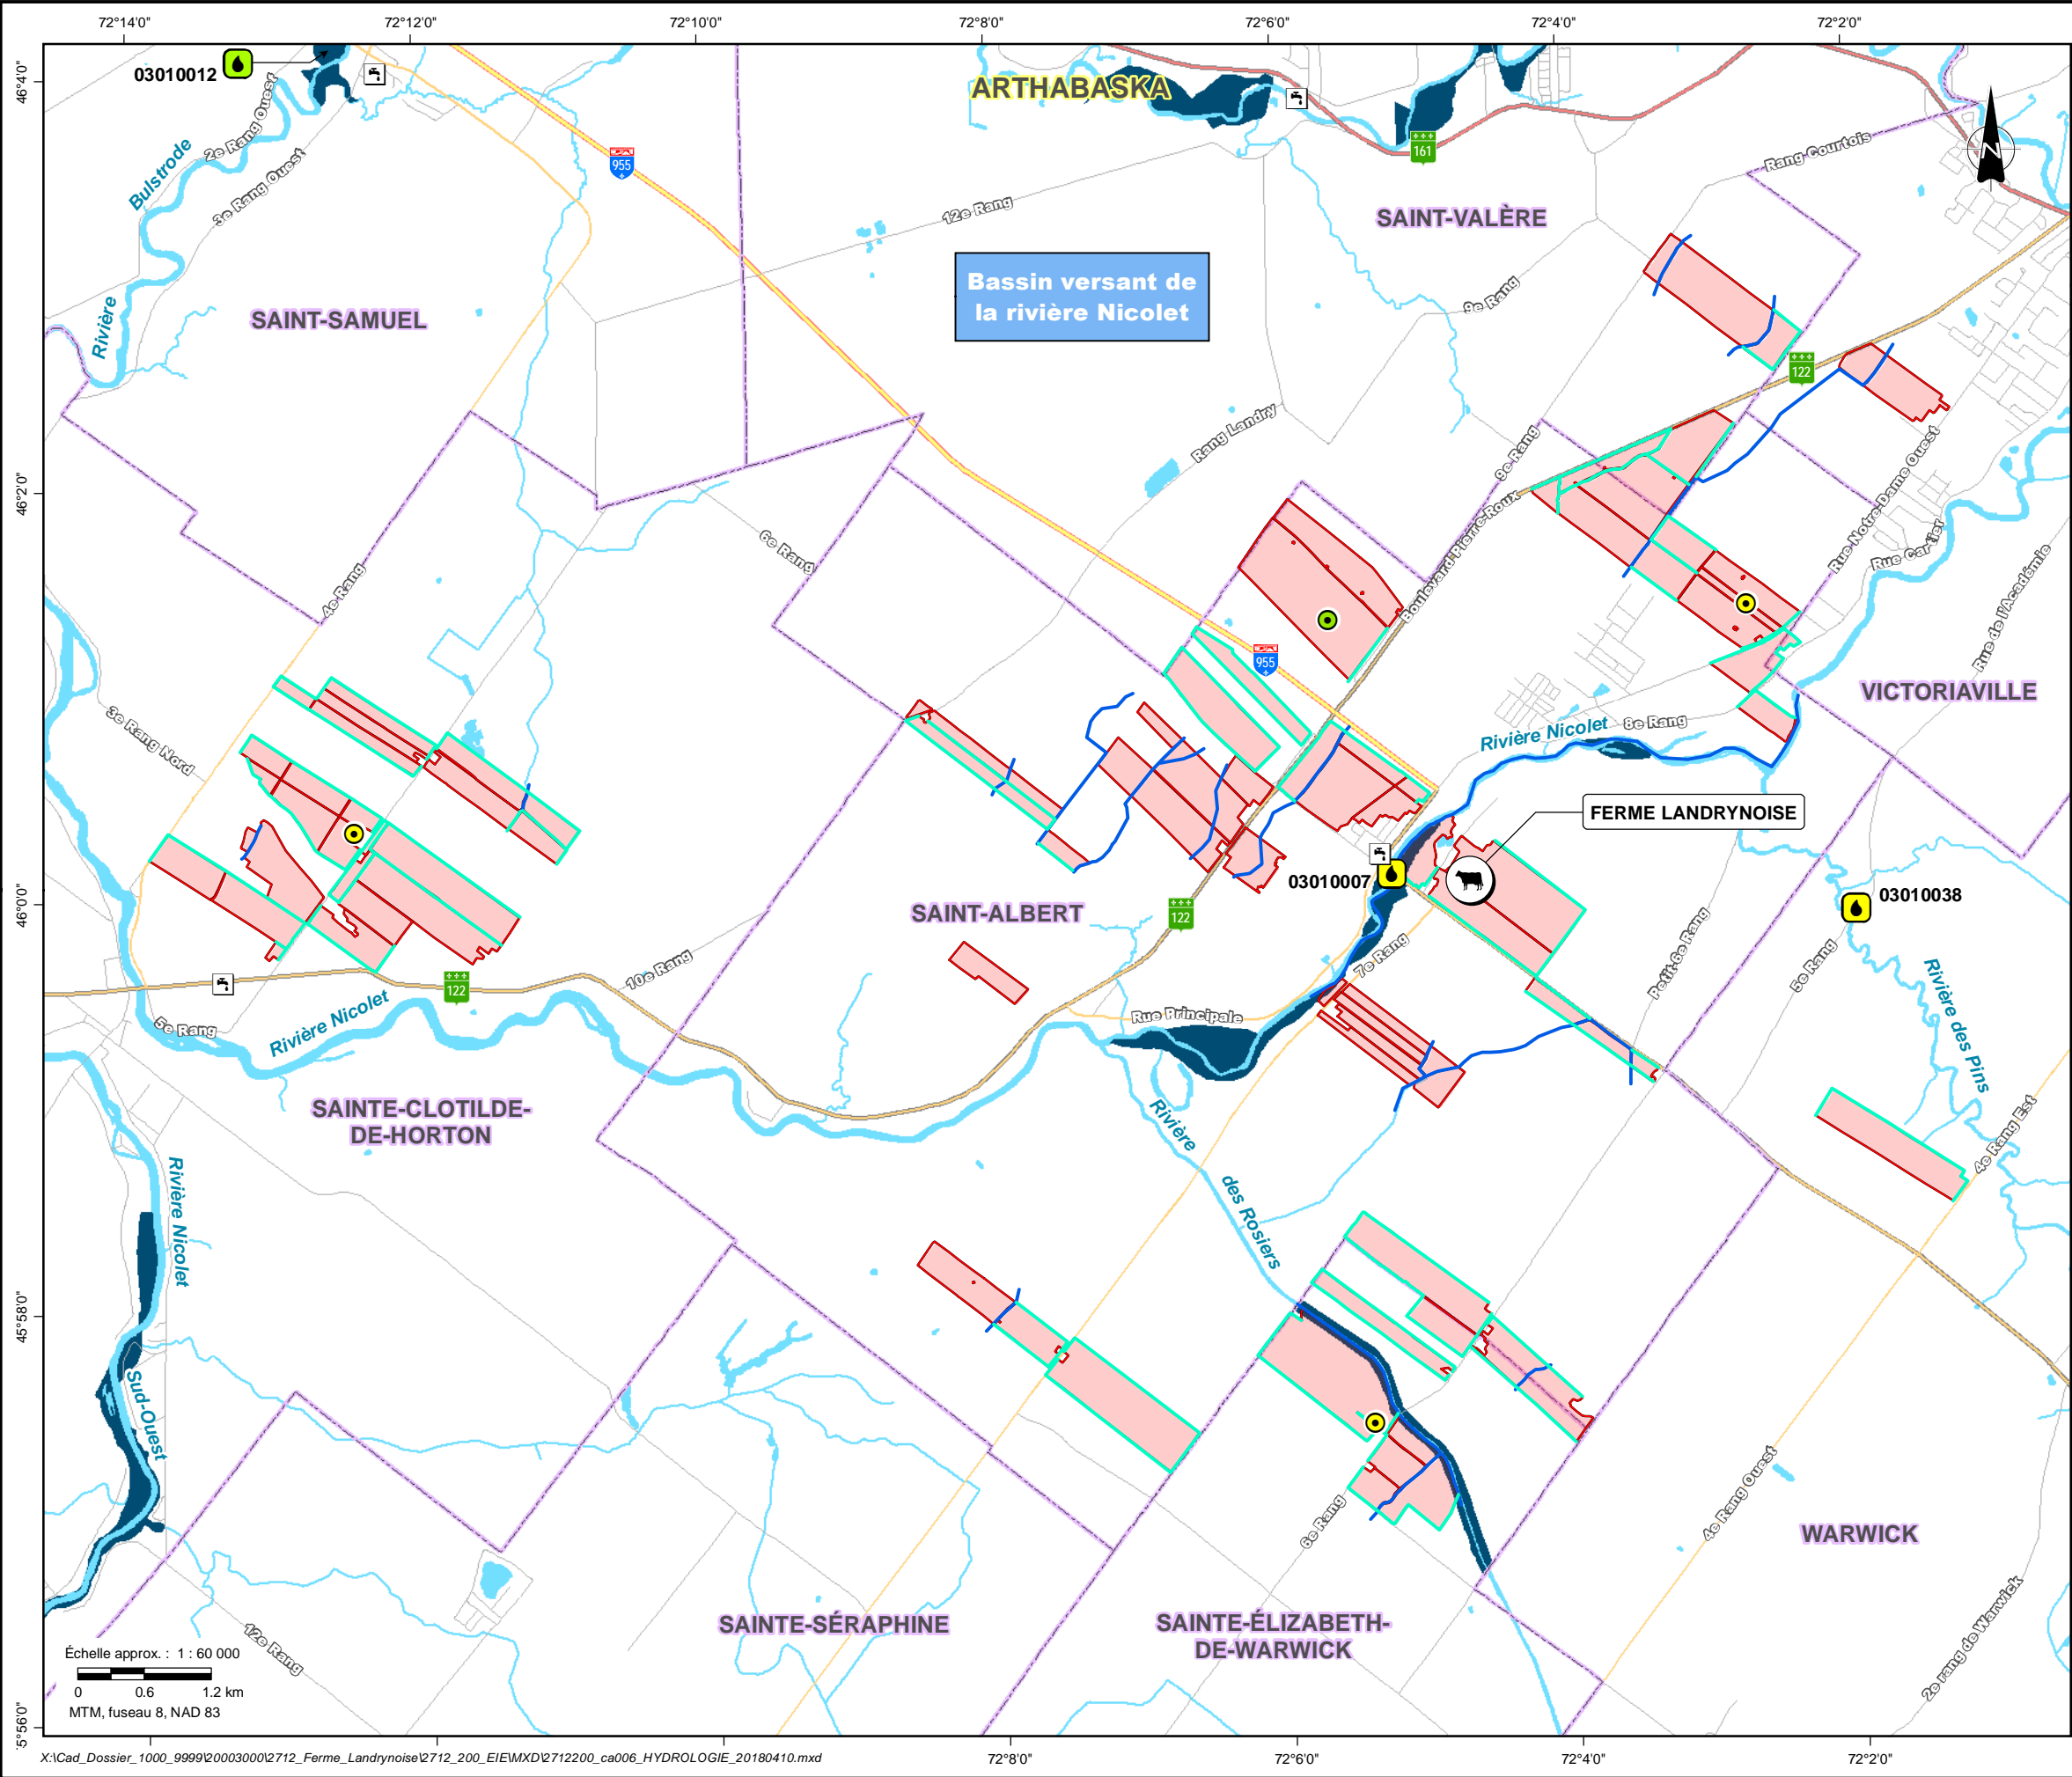 72°14'0"
72°12'0"
72°10'0"
72°8'0"
72°6'0"
72°4'0"
72°2'0"
46°4'0"
46°2'0"
46°0'0"
45°58'0"
5°56'0"
03010012
2e Rang Ouest
3e Rang Ouest
Bulstrode
Rivière
955
ARTHABASKA
161
Rang Courtois
N
SAINT-VALÈRE
12e Rang
Bassin versant de
la rivière Nicolet
9e Rang
SAINT-SAMUEL
122
Rang Landry
9e Rang
Boulevard Pierre-Roux
Rue Notre-Dame Ouest
Rue Cartier
Rue de l'Académie
6e Rang
4e Rang
955
VICTORIAVILLE
3e Rang Nord
Rivière Nicolet
8e Rang
FERME LANDRYNOISE
03010007
03010038
SAINT-ALBERT
122
Petit 6e Rang
5e Rang
7e Rang
10e Rang
122
Rivière des Pins
5e Rang
Rivière Nicolet
Rue Principale
SAINTE-CLOTILDE-
DE-HORTON
Rivière
des Rosiers
4e Rang Est
Rivière Nicolet
Sud-Ouest
4e Rang Ouest
6e Rang
WARWICK
SAINTE-SÉRAPHINE
SAINTE-ÉLIZABETH-
DE-WARWICK
2e rang de Warwick
12e Rang
Échelle approx. : 1 : 60 000
0 0.6 1.2 km
MTM, fuseau 8, NAD 83
X:\Cad_Dossier_1000_9999\20003000\2712_Ferme_Landrynoise\2712_200_EIE\MXD\2712200_ca006_HYDROLOGIE_20180410.mxd
72°8'0"
72°6'0"
72°4'0"
72°2'0"